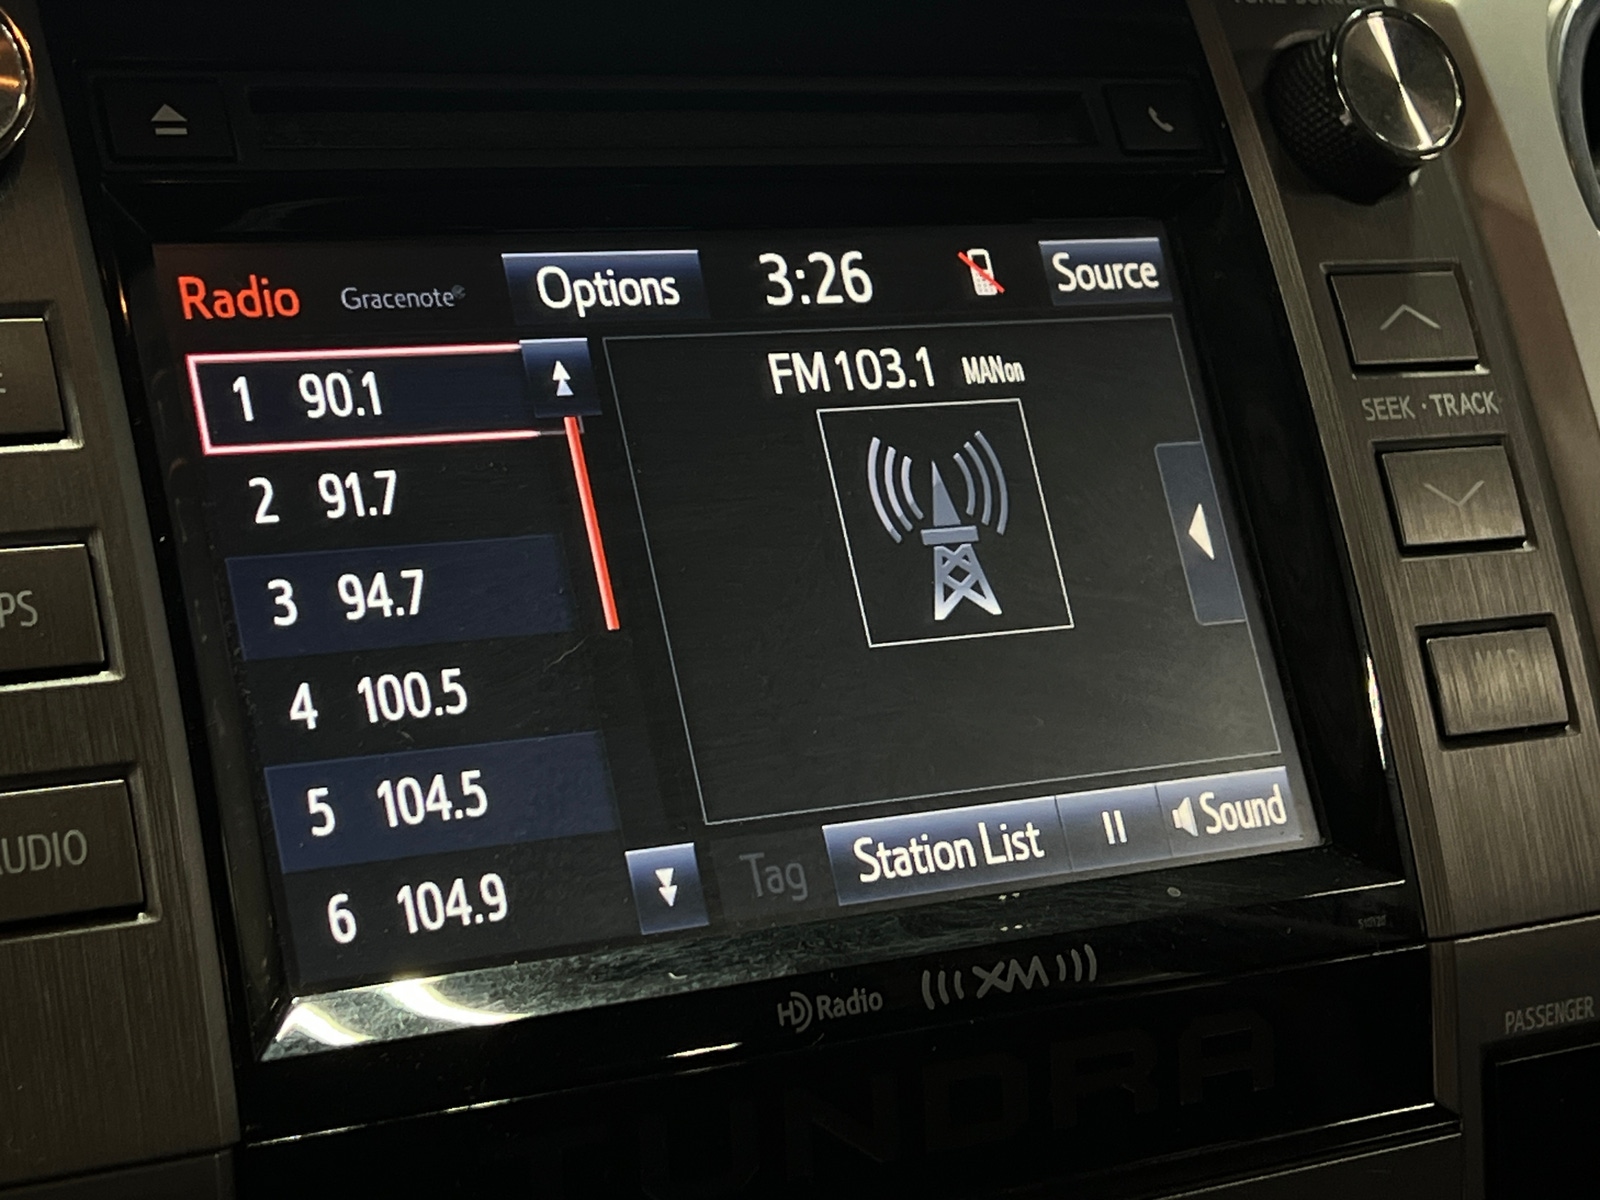 Radio Gracenote Options 3:26 Source
FM 103.1 MANon
1 90.1
2 91.7
3 94.7
4 100.5
5 104.5
6 104.9
Tag Station List Sound
SEEK · TRACK
MAP
PS
AUDIO
HD Radio XM
TUNDRA
PASSENGER